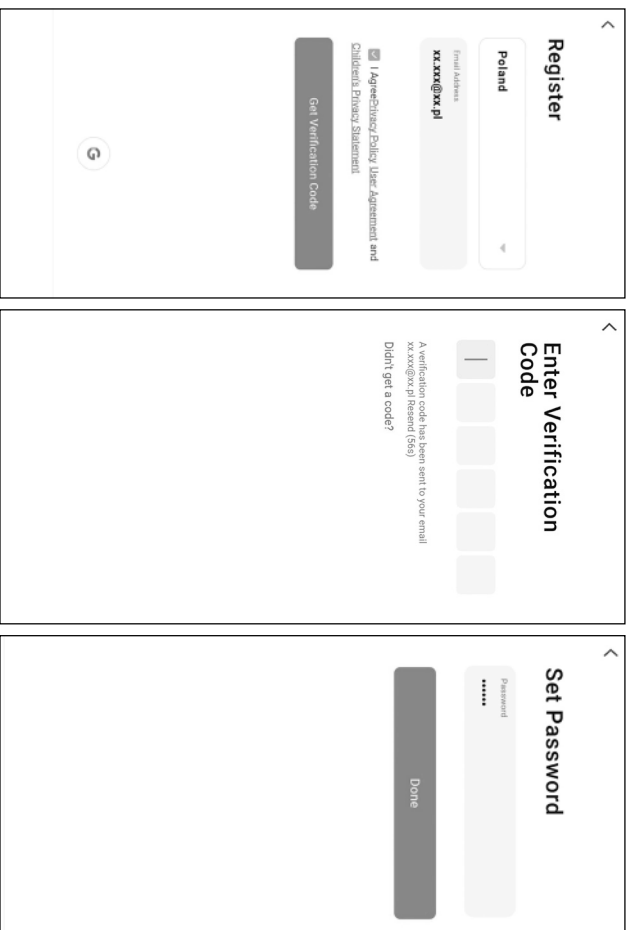 Register
Poland
Email Address
xx.xxx@xx.pl
I AgreePrivacy Policy User Agreement and
Children's Privacy Statement
Get Verification Code
G
Enter Verification
Code
A verification code has been sent to your email
xx.xxx@xx.pl Resend (56s)
Didn't get a code?
Set Password
Password
••••••
Done